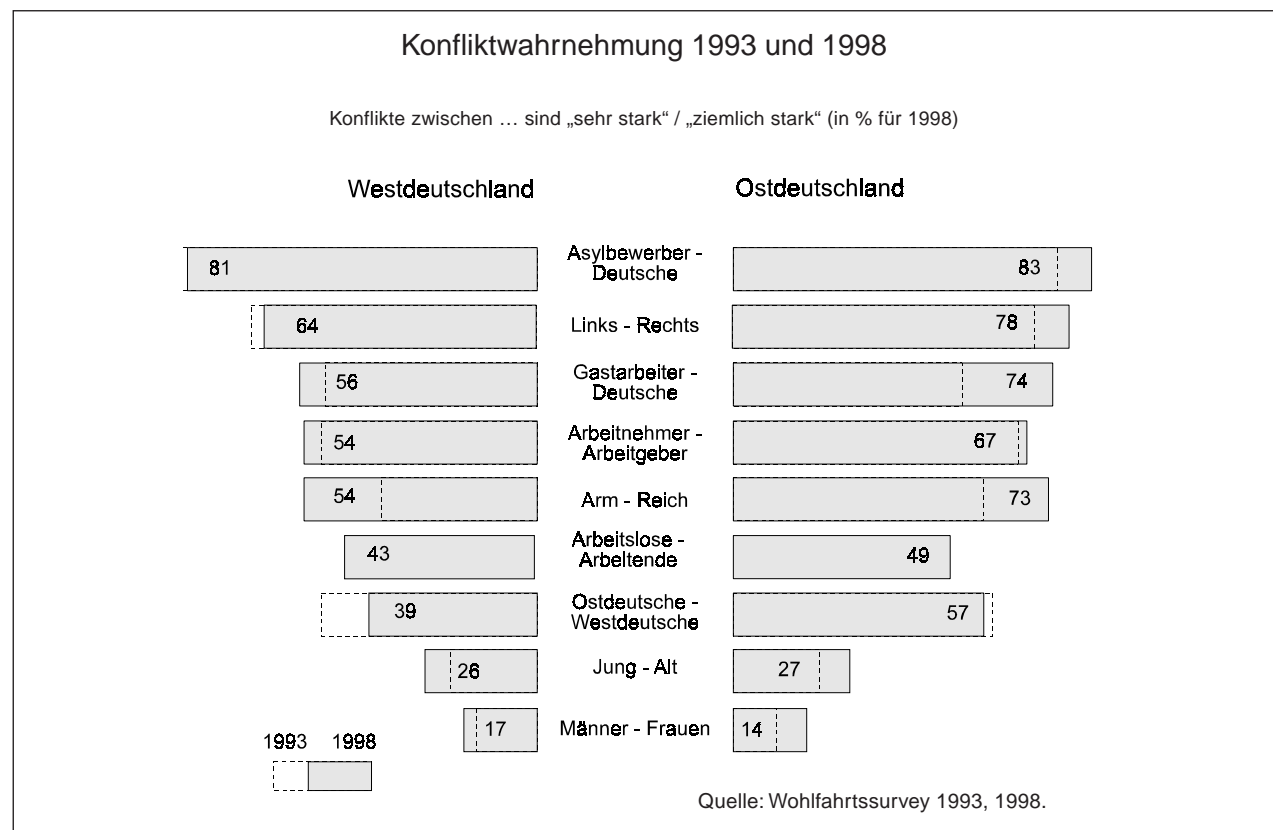 Konfliktwahrnehmung 1993 und 1998
Konflikte zwischen … sind „sehr stark“ / „ziemlich stark“ (in % für 1998)
Westdeutschland
Ostdeutschland
81
Asylbewerber -
Deutsche
83
64
Links - Rechts
78
56
Gastarbeiter -
Deutsche
74
54
Arbeitnehmer -
Arbeitgeber
67
54
Arm - Reich
73
43
Arbeitslose -
Arbeitende
49
39
Ostdeutsche -
Westdeutsche
57
26
Jung - Alt
27
17
Männer - Frauen
14
1993 1998
Quelle: Wohlfahrtssurvey 1993, 1998.